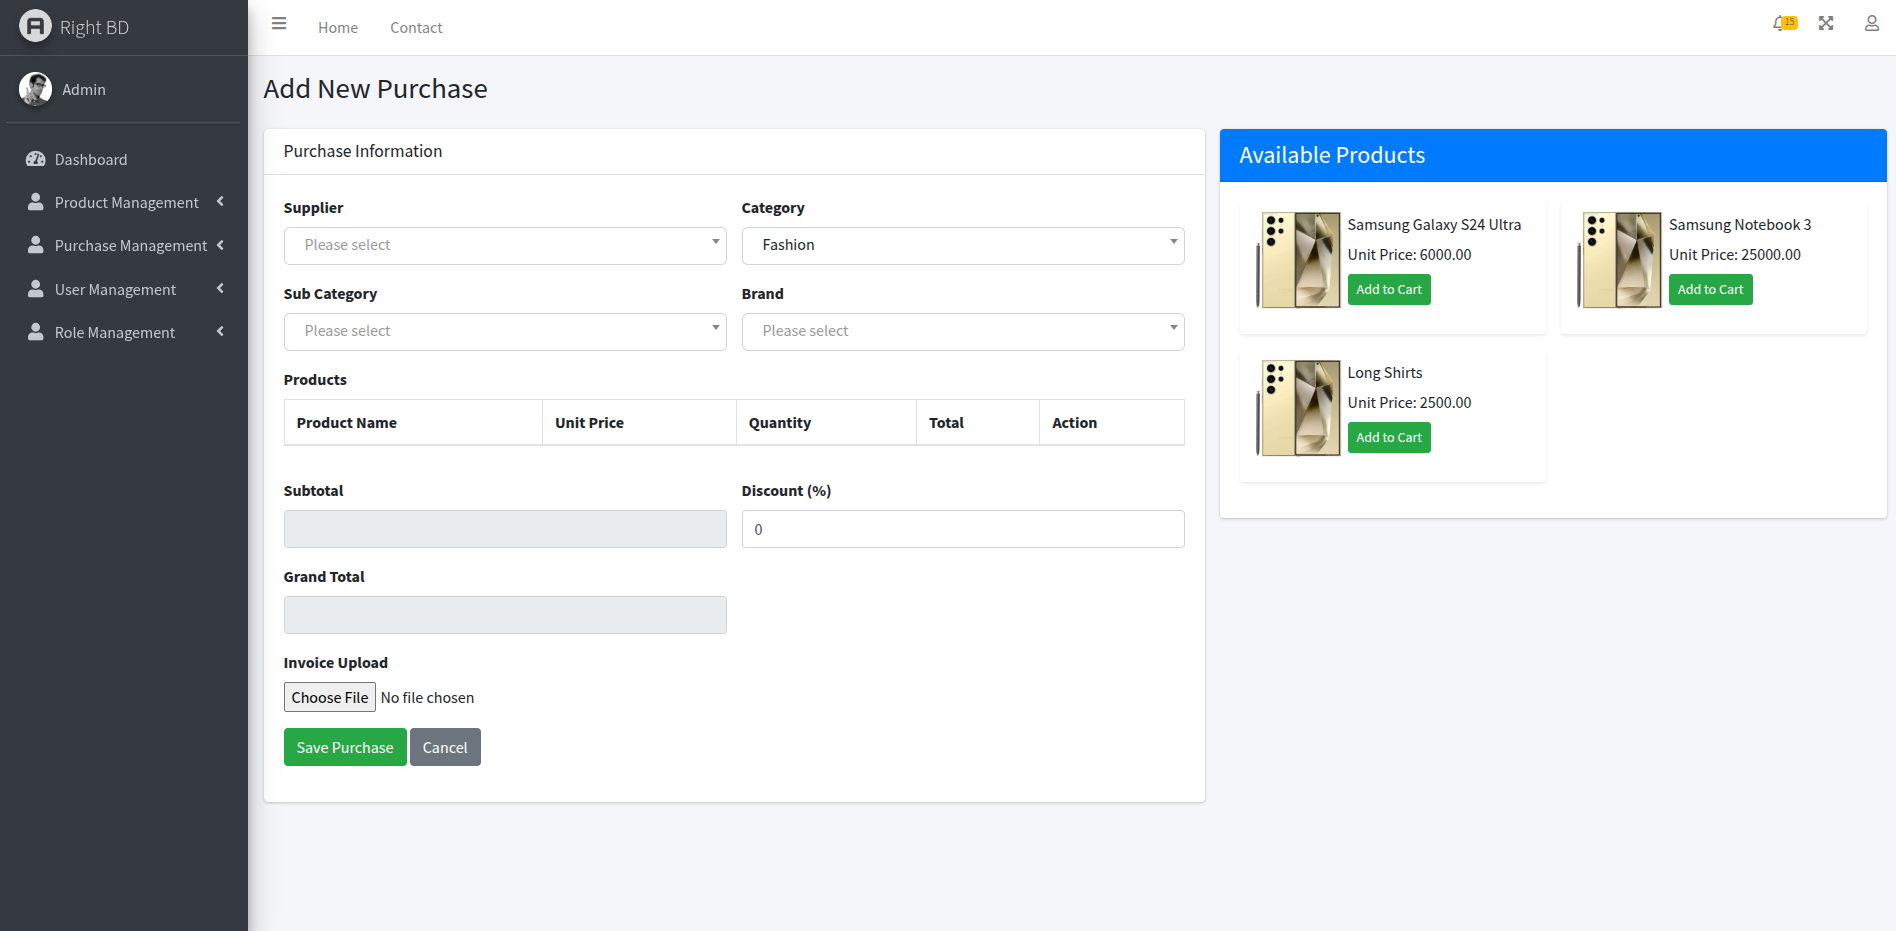 Right BD
Home
Contact
15
Admin
Dashboard
Product Management
Purchase Management
User Management
Role Management
Add New Purchase
Purchase Information
Supplier
Category
Please select
Fashion
Sub Category
Brand
Please select
Please select
Products
Product Name
Unit Price
Quantity
Total
Action
Subtotal
Discount (%)
0
Grand Total
Invoice Upload
Choose File
No file chosen
Save Purchase
Cancel
Available Products
Samsung Galaxy S24 Ultra
Unit Price: 6000.00
Add to Cart
Samsung Notebook 3
Unit Price: 25000.00
Add to Cart
Long Shirts
Unit Price: 2500.00
Add to Cart